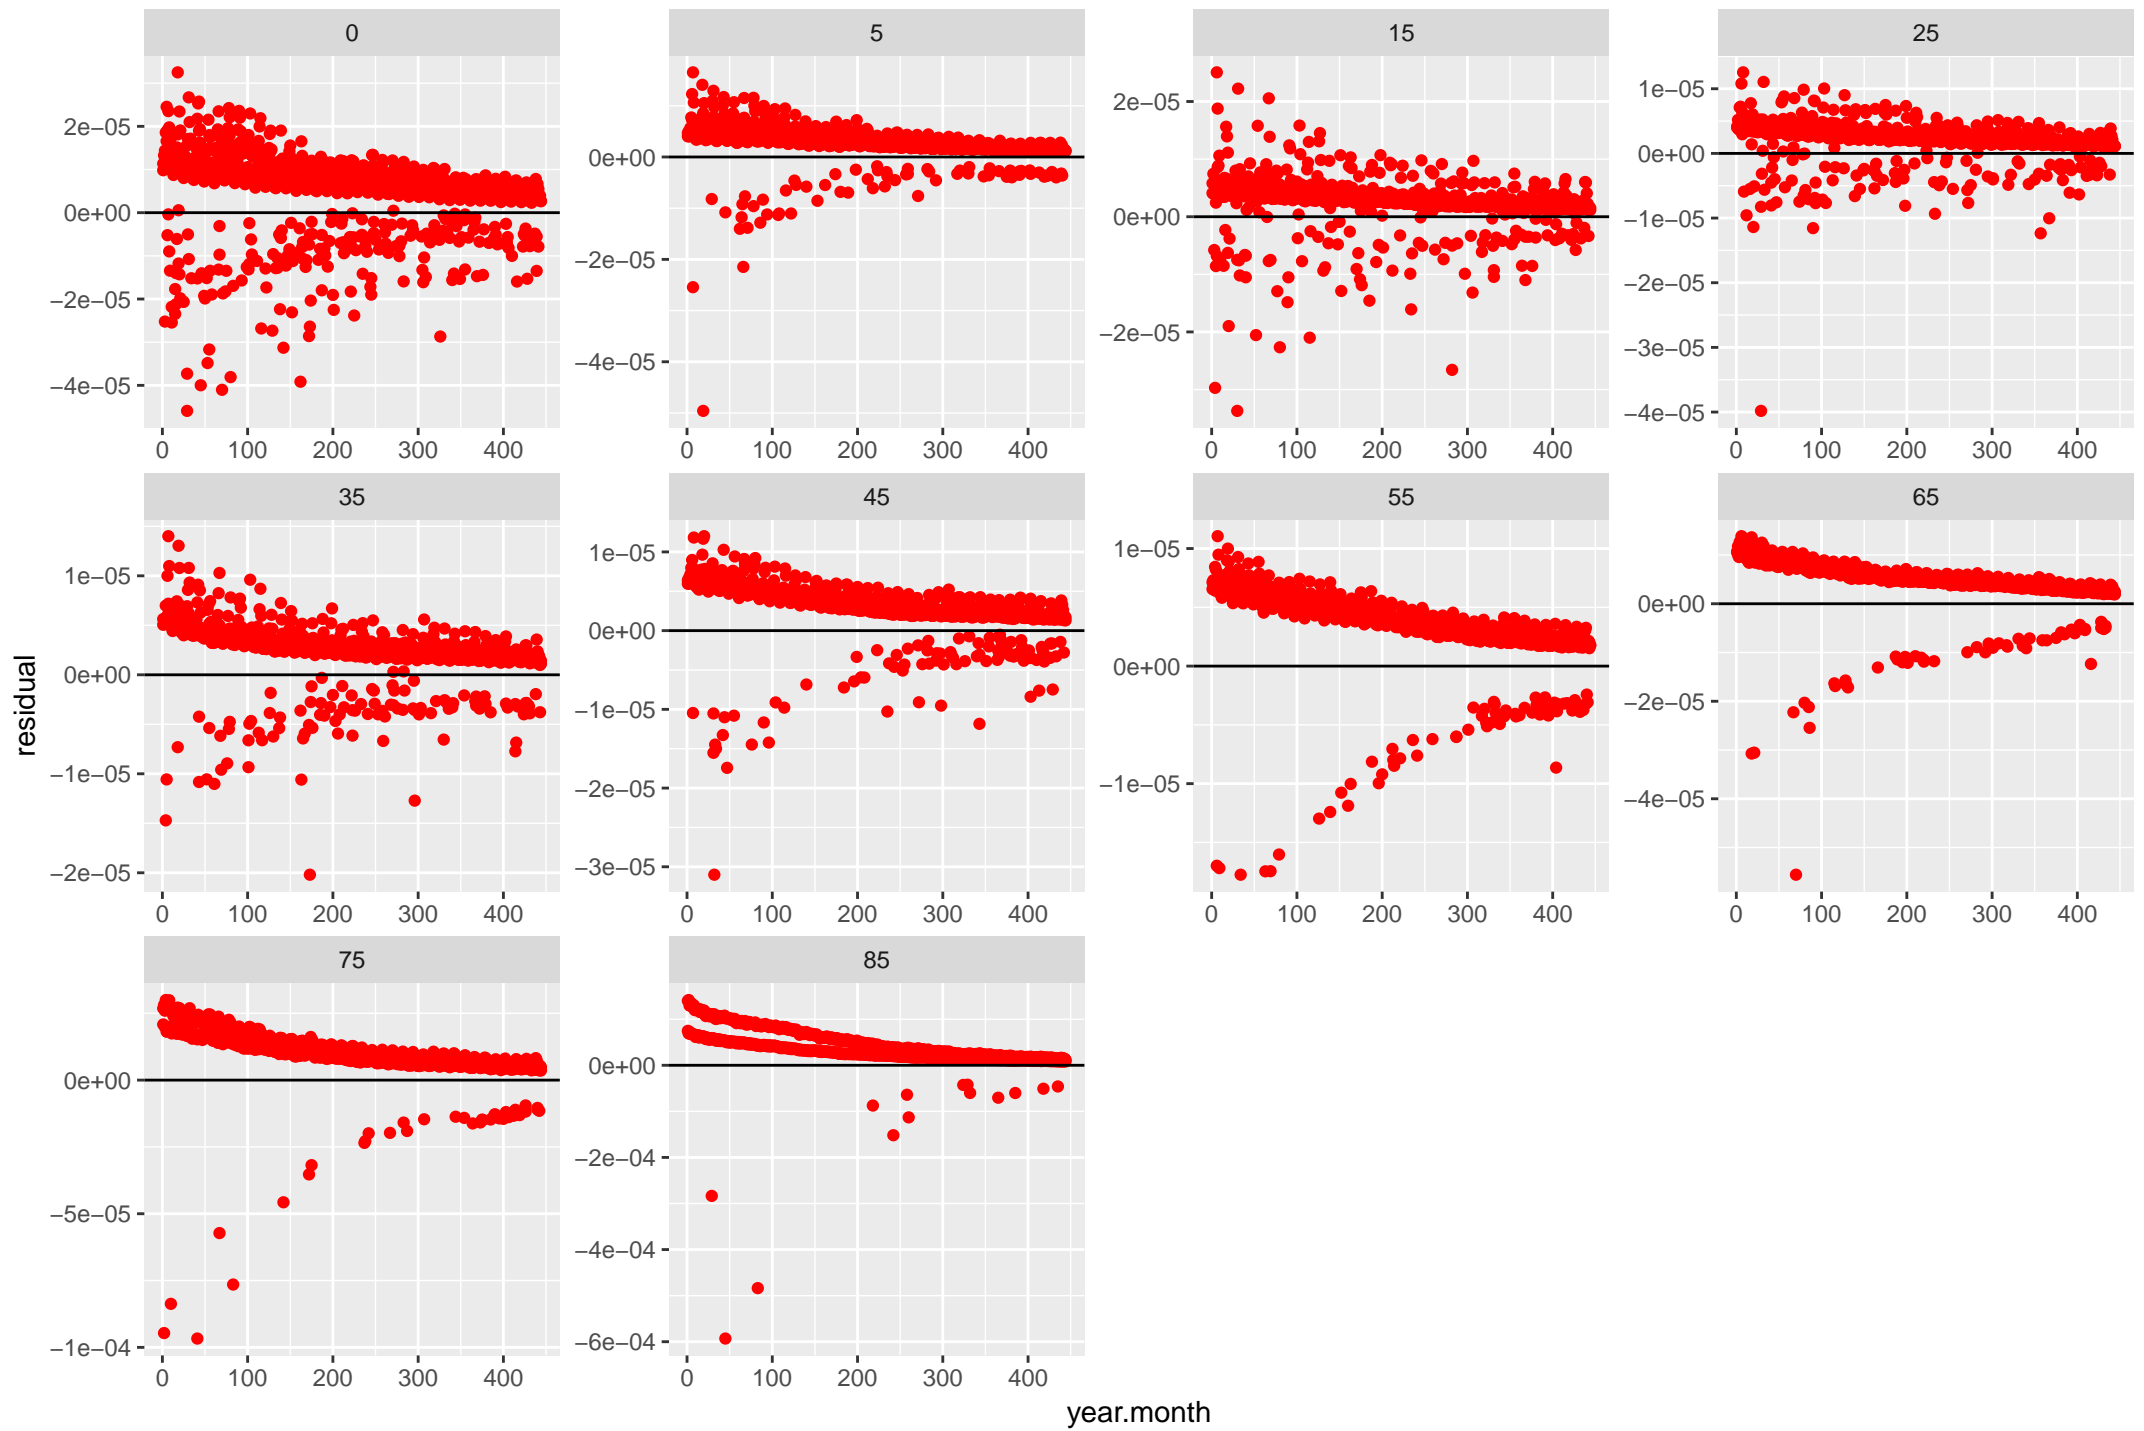 0 5 15 25
2e−05 0e+00 −2e−05 −4e−05
0e+00 −2e−05 −4e−05
2e−05 0e+00 −2e−05
1e−05 0e+00 −1e−05 −2e−05 −3e−05 −4e−05
0 100 200 300 400 0 100 200 300 400 0 100 200 300 400 0 100 200 300 400
35 45 55 65
1e−05 0e+00 −1e−05 −2e−05
1e−05 0e+00 −1e−05 −2e−05 −3e−05
1e−05 0e+00 −1e−05
0e+00 −2e−05 −4e−05
0 100 200 300 400 0 100 200 300 400 0 100 200 300 400 0 100 200 300 400
75 85
0e+00 −5e−05 −1e−04
0e+00 −2e−04 −4e−04 −6e−04
0 100 200 300 400 0 100 200 300 400
residual
year.month